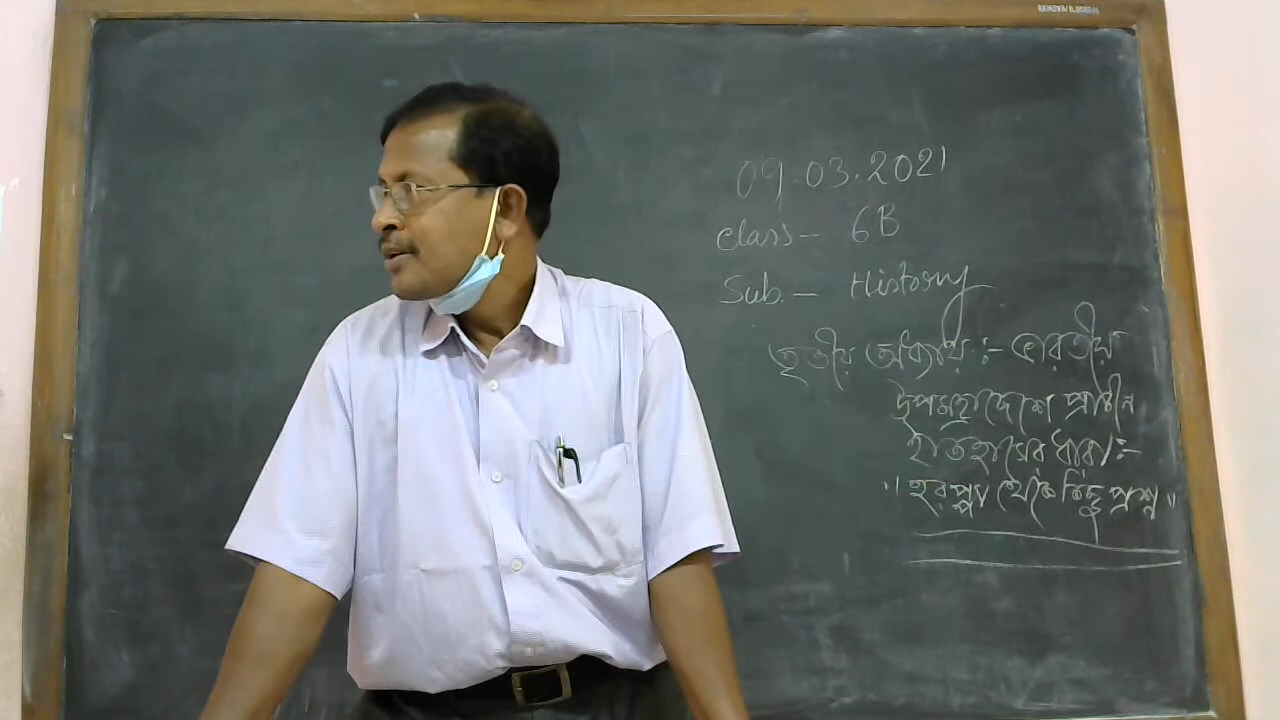 09.03.2021
Class - 6B
Sub. - History
তৃতীয় অধ্যায় :- ভারতীয়
উপমহাদেশে প্রাচীন
ইতিহাসের ধারা :-
"হরপ্পা থেকে কিছু প্রশ্ন"